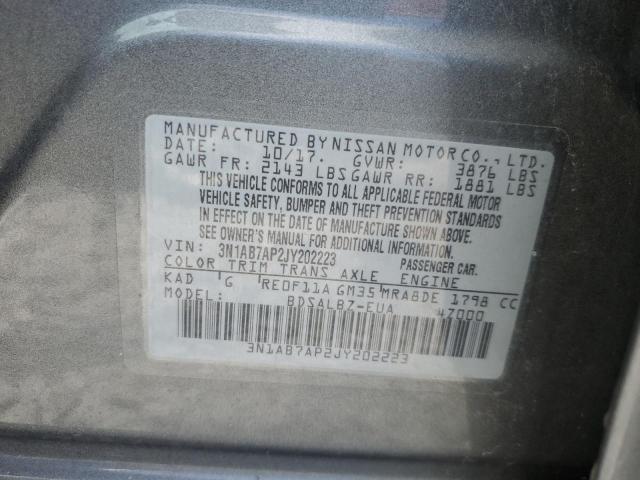 MANUFACTURED BY NISSAN MOTOR CO., LTD.
DATE: 10/17. GVWR: 3876 LBS
GAWR FR: 2143 LBS GAWR RR: 1881 LBS
THIS VEHICLE CONFORMS TO ALL APPLICABLE FEDERAL MOTOR
VEHICLE SAFETY, BUMPER AND THEFT PREVENTION STANDARDS
IN EFFECT ON THE DATE OF MANUFACTURE SHOWN ABOVE.
SEE OWNER'S MANUAL FOR ADDITIONAL INFORMATION.
VIN: 3N1AB7AP2JY202223 PASSENGER CAR.
COLOR TRIM TRANS AXLE ENGINE
KAD G RE0F11A GM35 MRA8DE 1798 CC
MODEL: BDSALBZ-EUA 47000
3N1AB7AP2JY202223